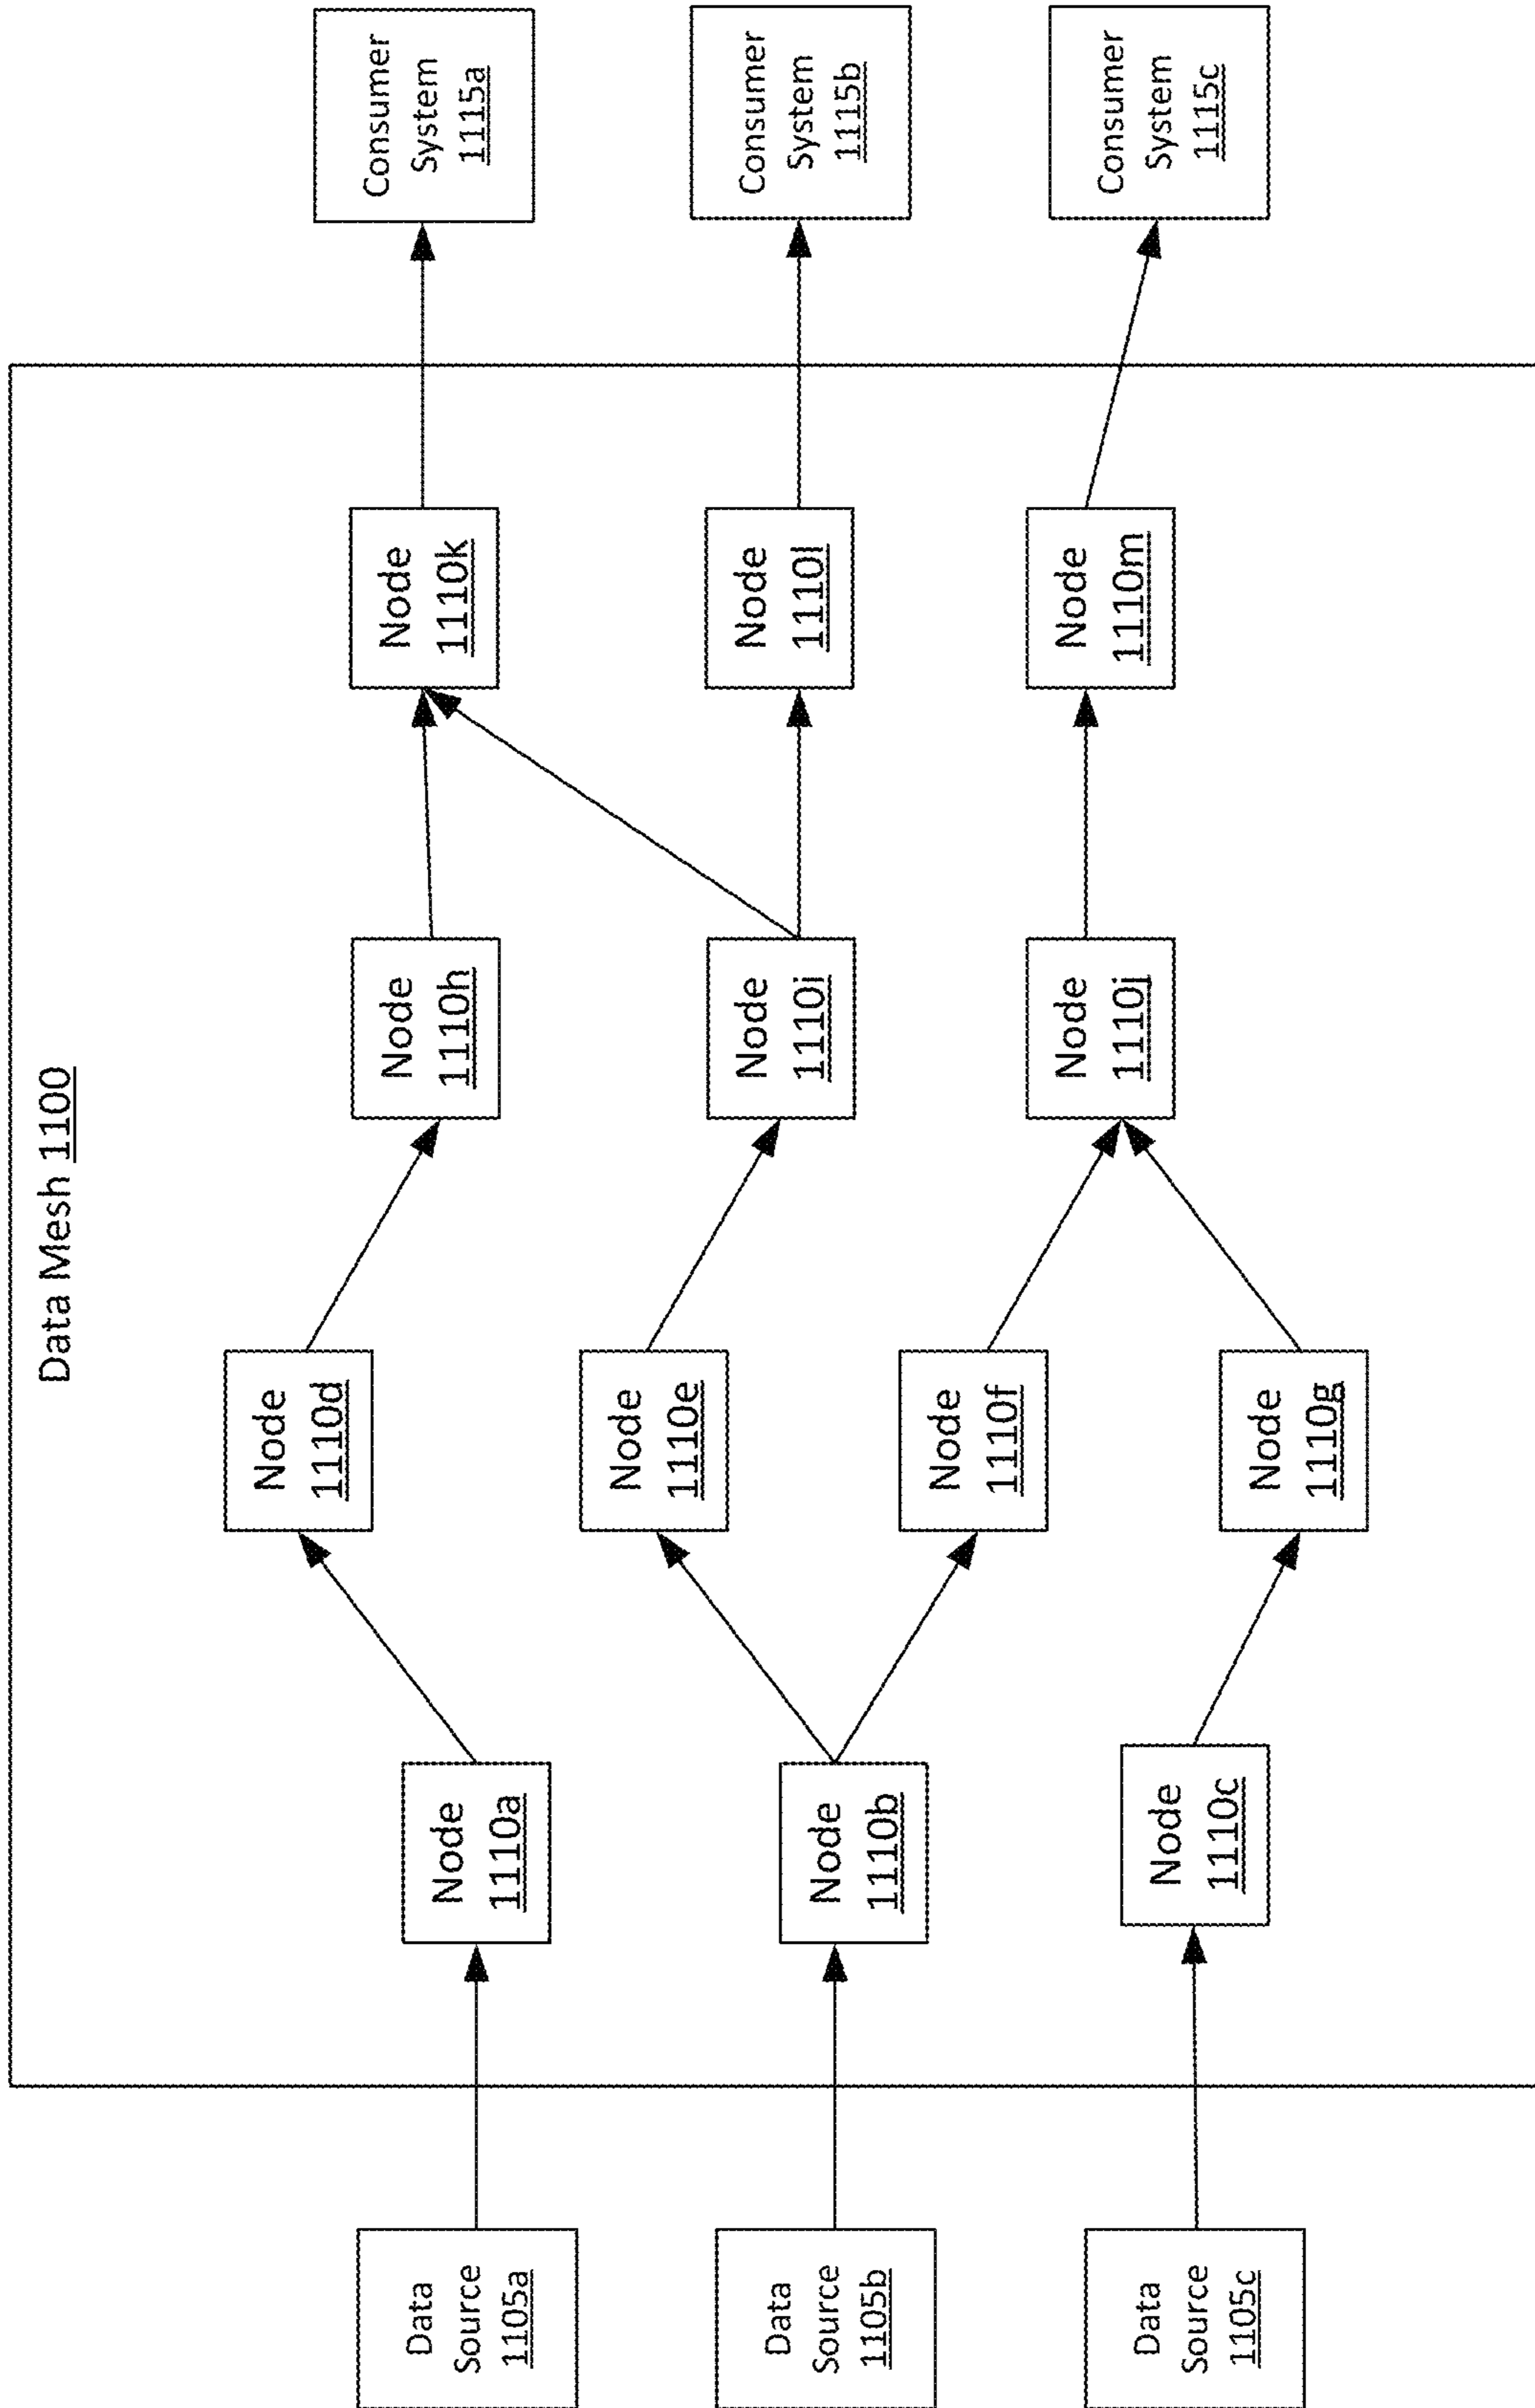 Data Mesh 1100
Data
Source
1105a
Data
Source
1105b
Data
Source
1105c
Node
1110a
Node
1110b
Node
1110c
Node
1110d
Node
1110e
Node
1110f
Node
1110g
Node
1110h
Node
1110i
Node
1110j
Node
1110k
Node
1110l
Node
1110m
Consumer
System
1115a
Consumer
System
1115b
Consumer
System
1115c